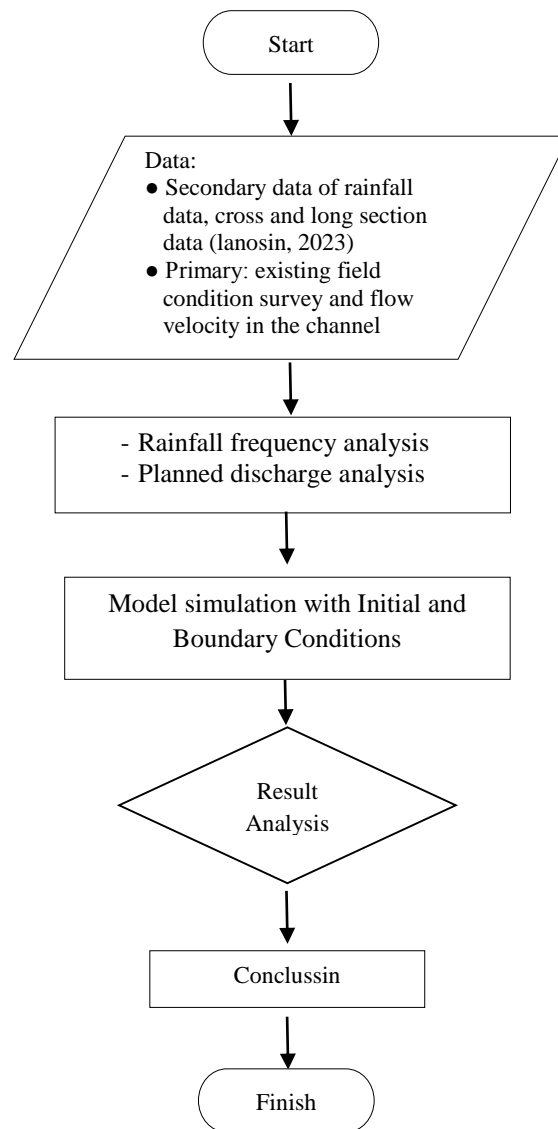 Start
Data:
● Secondary data of rainfall
data, cross and long section
data (lanosin, 2023)
● Primary: existing field
condition survey and flow
velocity in the channel
- Rainfall frequency analysis
- Planned discharge analysis
Model simulation with Initial and
Boundary Conditions
Result
Analysis
Conclussin
Finish